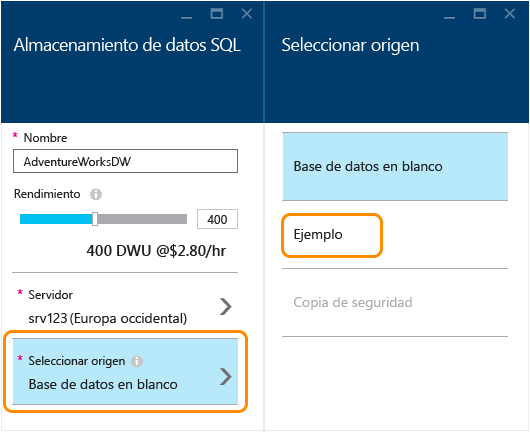 Almacenamiento de datos SQL
* Nombre
AdventureWorksDW
Rendimiento
400
400 DWU @$2.80/hr
* Servidor
srv123 (Europa occidental)
* Seleccionar origen
Base de datos en blanco
Seleccionar origen
Base de datos en blanco
Ejemplo
Copia de seguridad